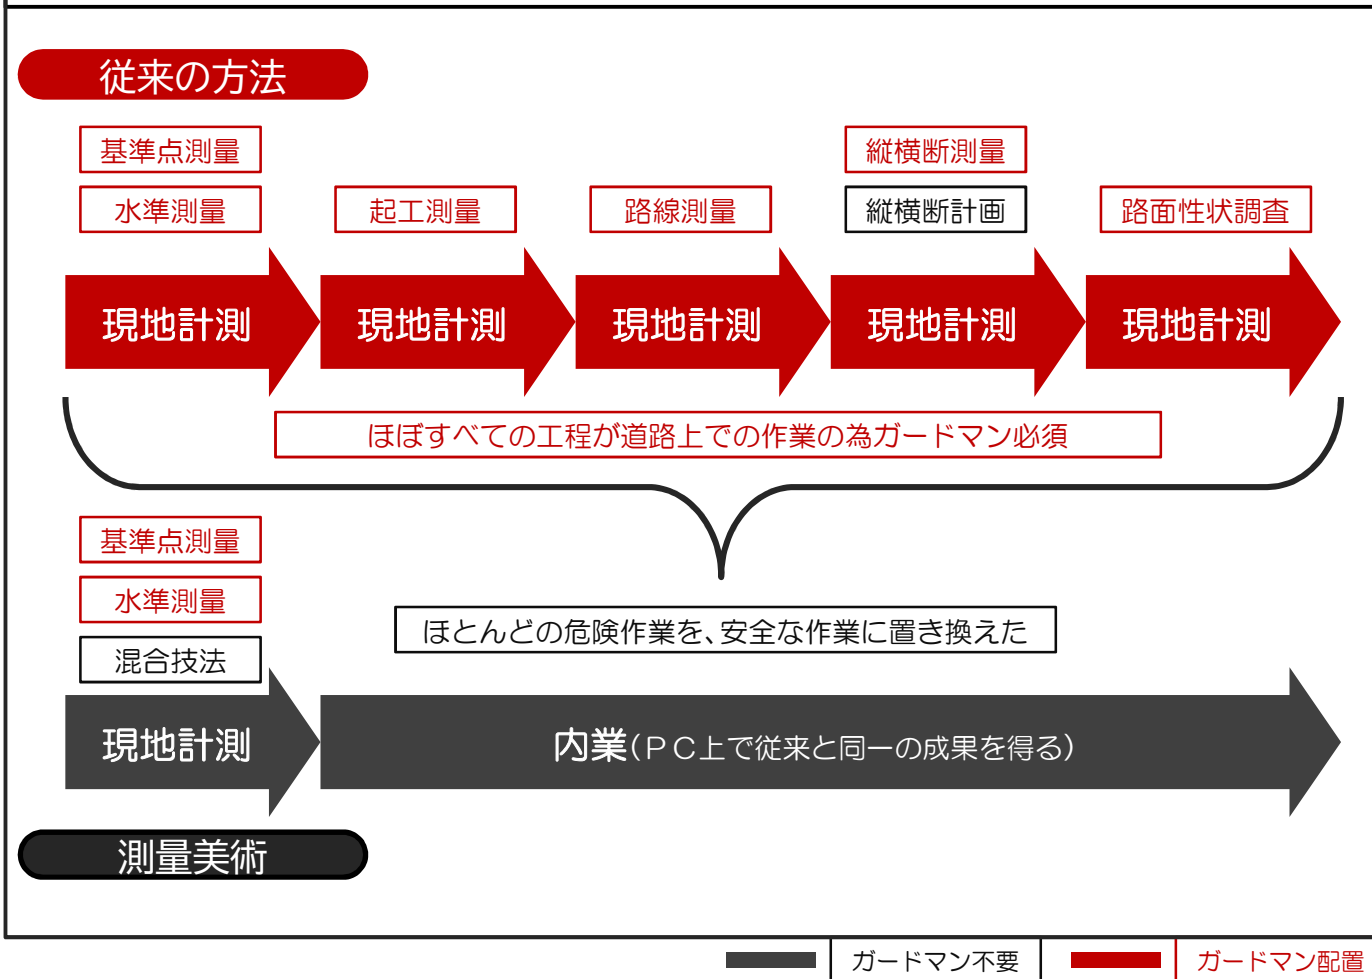 従来の方法
基準点測量
水準測量
起工測量
路線測量
縦横断測量
縦横断計画
路面性状調査
現地計測
現地計測
現地計測
現地計測
現地計測
ほぼすべての工程が道路上での作業の為ガードマン必須
基準点測量
水準測量
混合技法
ほとんどの危険作業を、安全な作業に置き換えた
現地計測
内業(PC上で従来と同一の成果を得る)
測量美術
ガードマン不要
ガードマン配置